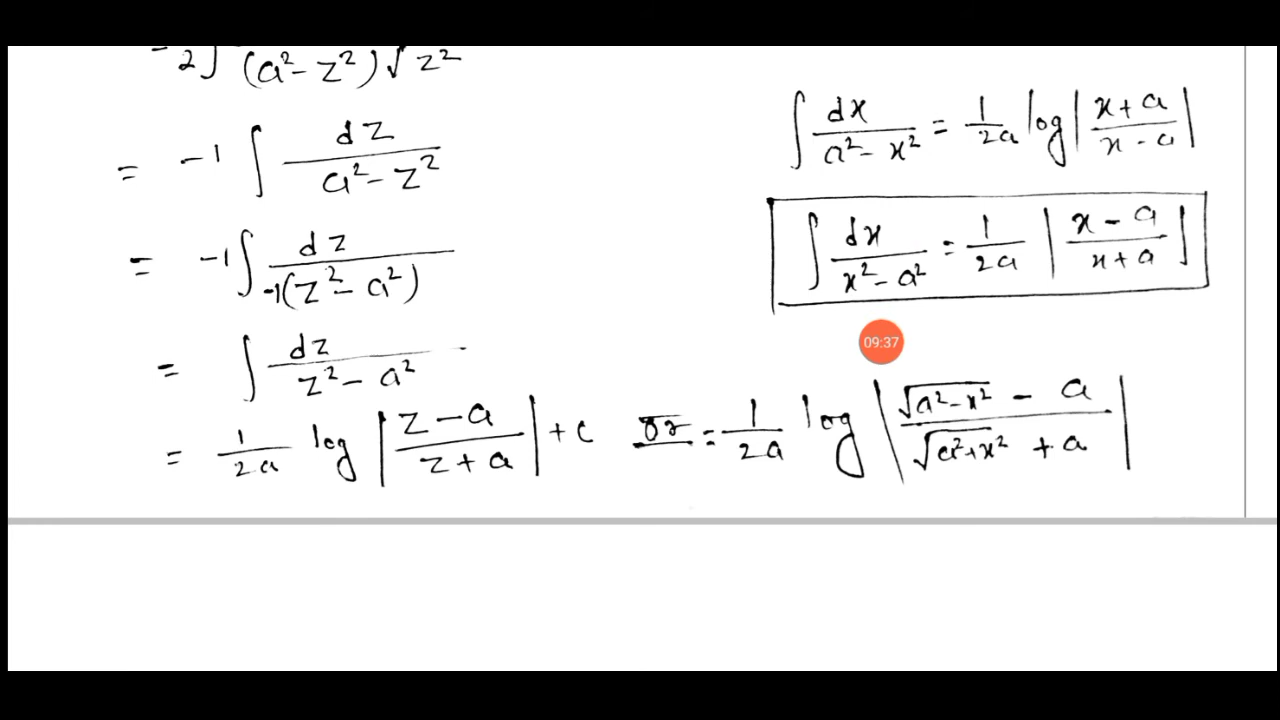 - 2∫ (a² - z²) √z²
= -1 ∫ dz / (a² - z²)
= -1 ∫ dz / -1(z² - a²)
= ∫ dz / (z² - a²)
= 1/2a log | (z - a) / (z + a) | + c or = 1/2a log | (√(a² - x²) - a) / (√(a² + x²) + a) |
∫ dx / (a² - x²) = 1/2a log | (x + a) / (x - a) |
∫ dx / (x² - a²) = 1/2a | (x - a) / (x + a) |
09:37